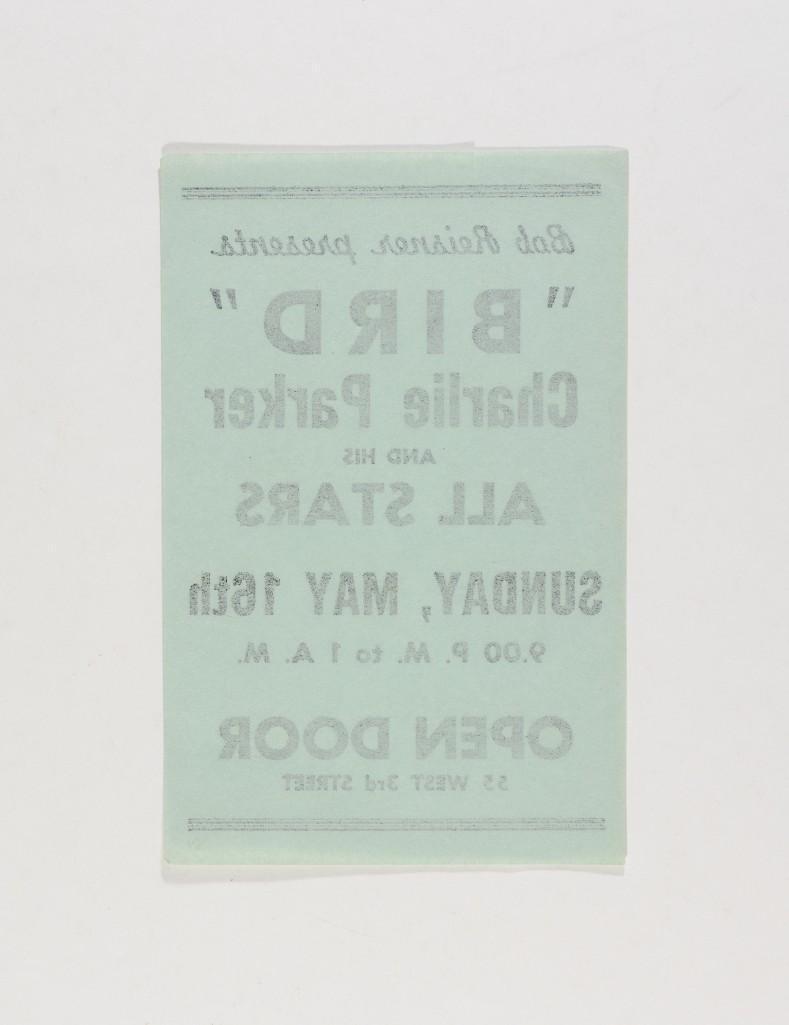 Bob Reisner presents
"BIRD"
Charlie Parker
AND HIS
ALL STARS
SUNDAY, MAY 16th
9.00 P. M. to 1 A. M.
OPEN DOOR
55 WEST 3rd STREET